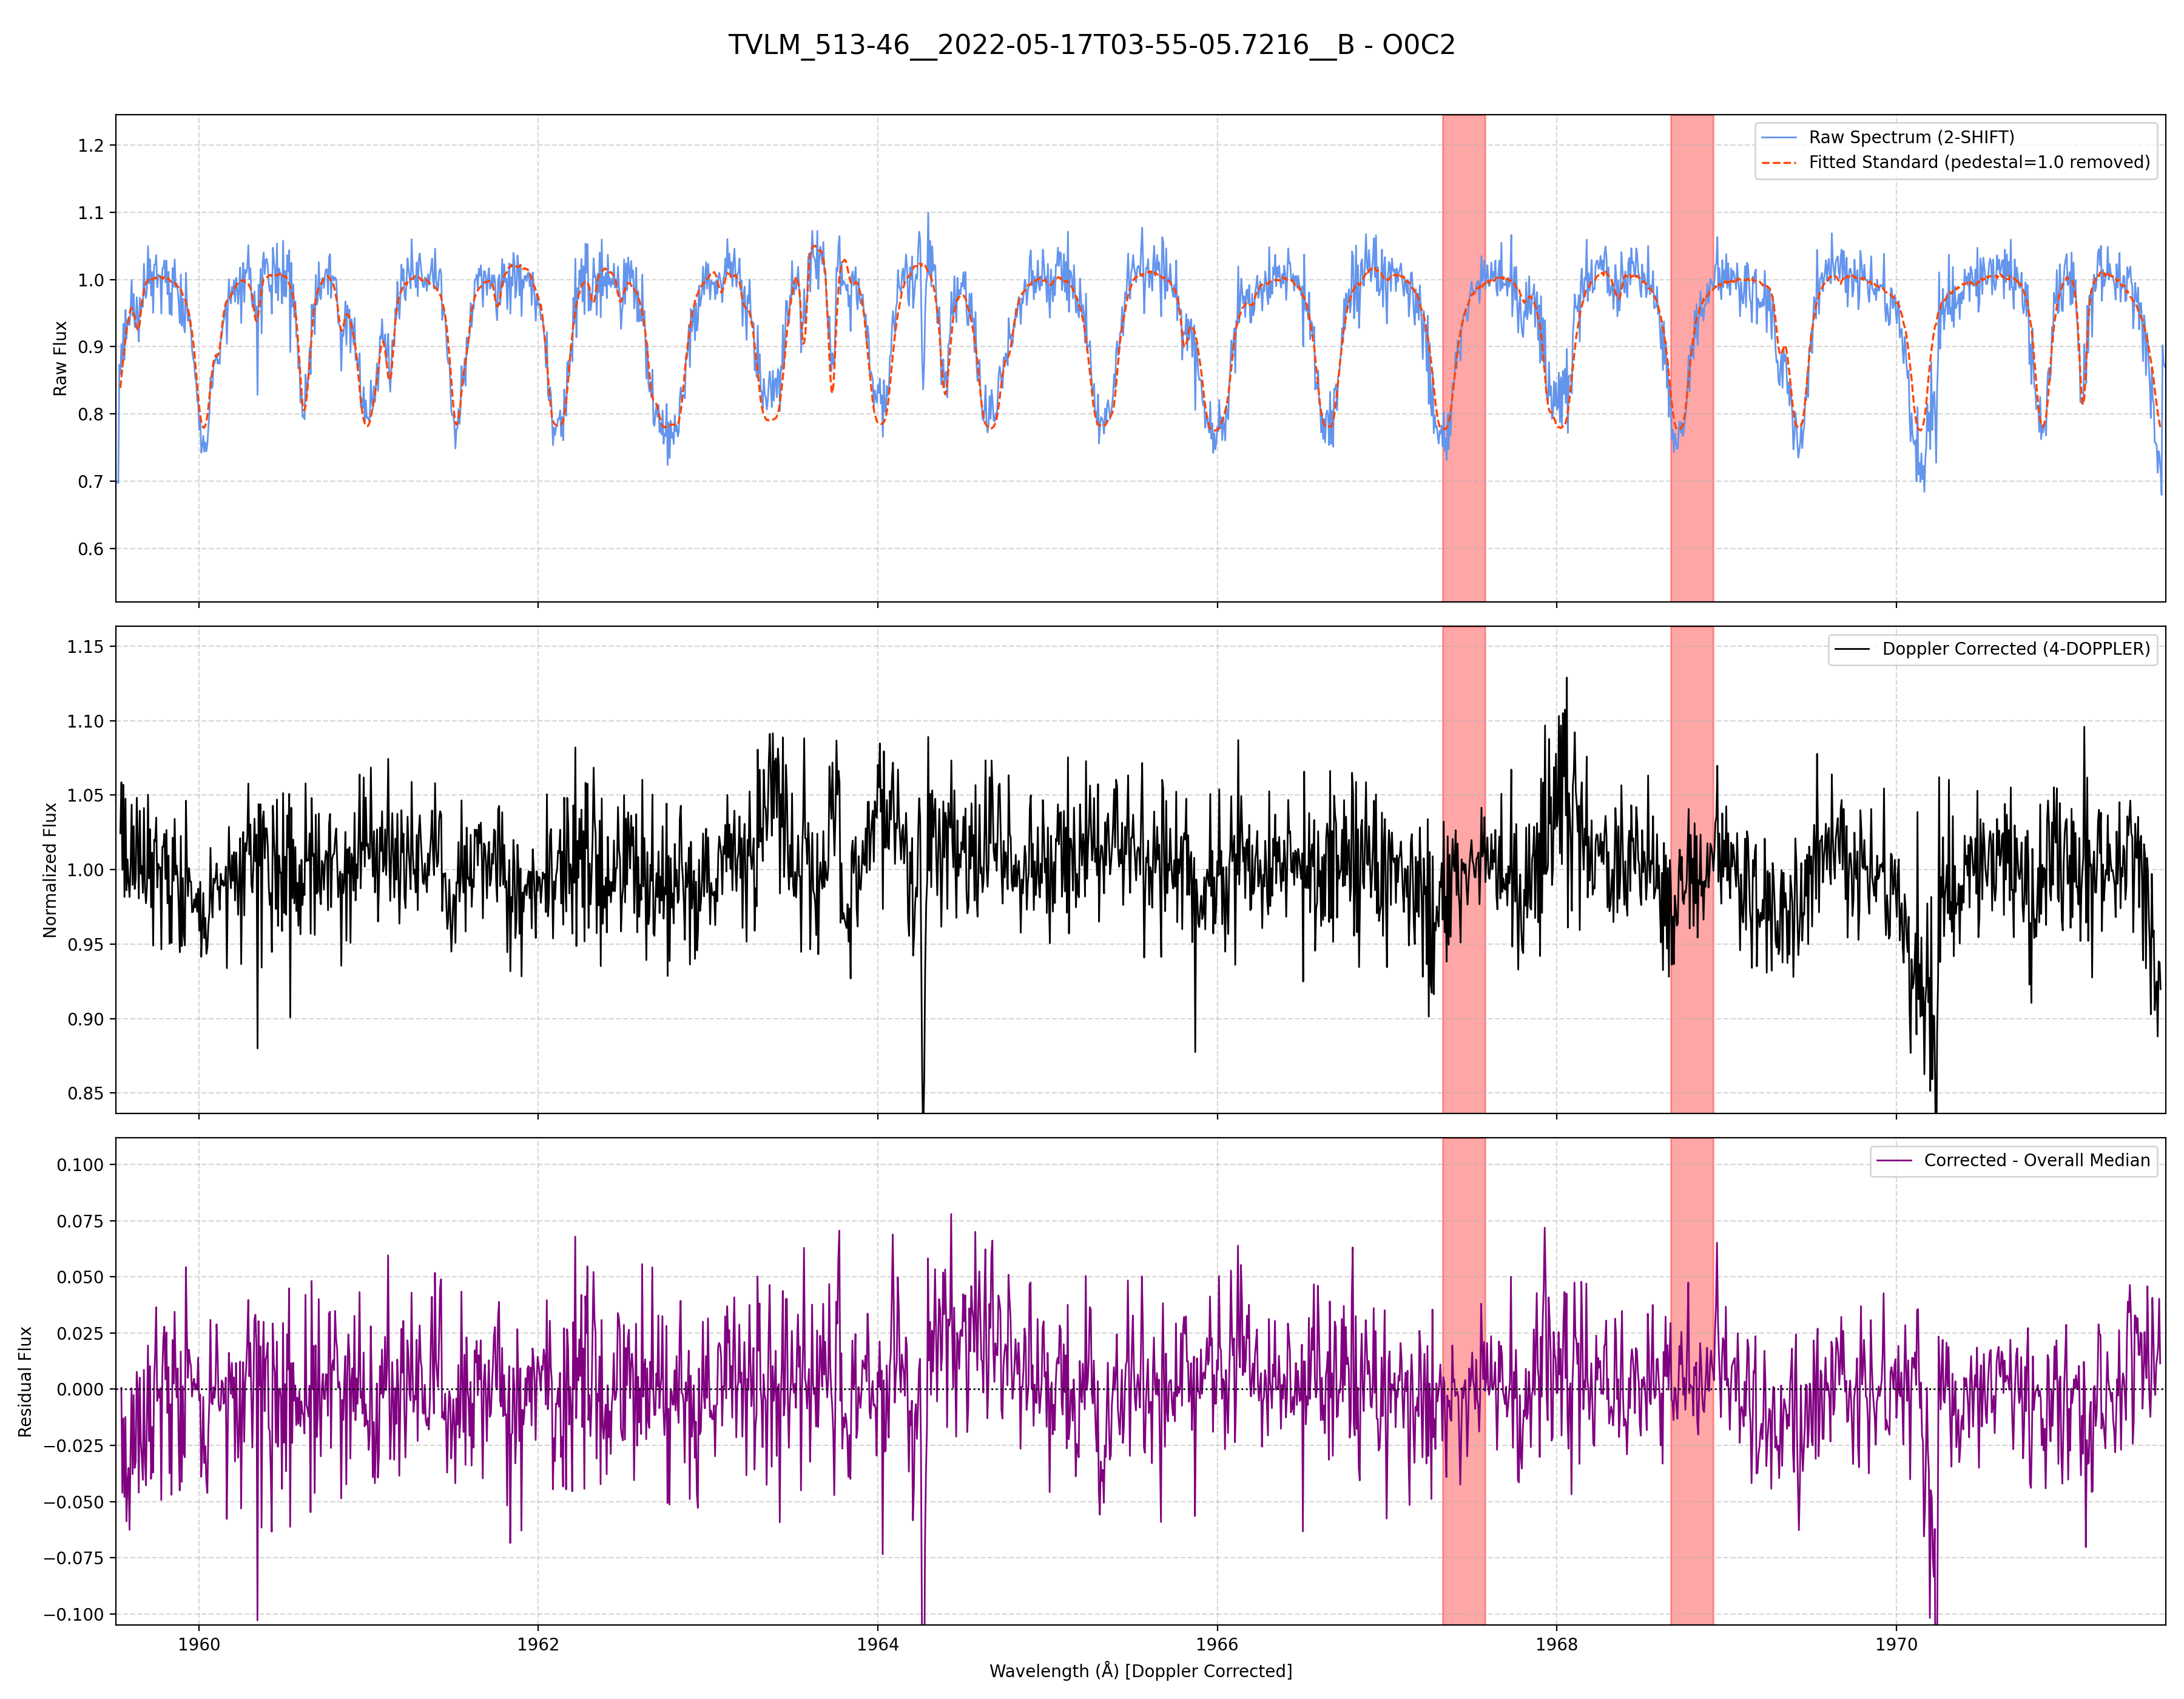 TVLM_513-46__2022-05-17T03-55-05.7216__B - O0C2
1.2
1.1
1.0
0.9
0.8
0.7
0.6
Raw Flux
Raw Spectrum (2-SHIFT)
Fitted Standard (pedestal=1.0 removed)
1.15
1.10
1.05
1.00
0.95
0.90
0.85
Normalized Flux
Doppler Corrected (4-DOPPLER)
0.100
0.075
0.050
0.025
0.000
−0.025
−0.050
−0.075
−0.100
Residual Flux
Corrected - Overall Median
1960 1962 1964 1966 1968 1970
Wavelength (Å) [Doppler Corrected]